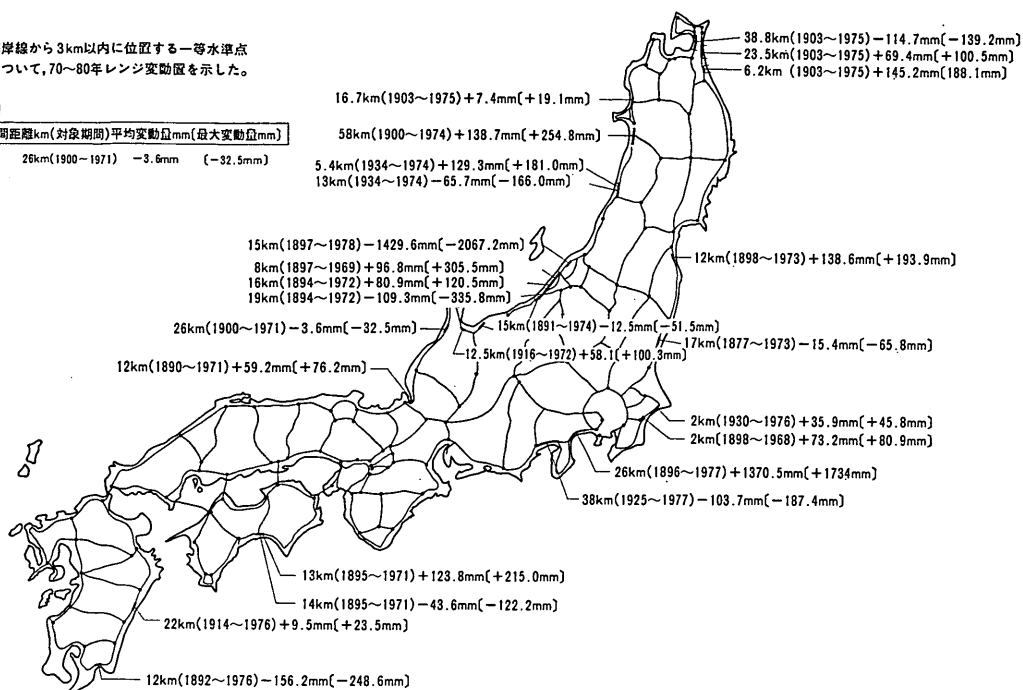 岸線から3km以内に位置する一等水準点
ついて,70〜80年レンジ変動置を示した。
間距離km(対象期間)平均変動量mm[最大変動量mm]
26km(1900〜1971) −3.6mm [−32.5mm]
38.8km(1903〜1975)−114.7mm[−139.2mm]
23.5km(1903〜1975)+69.4mm[+100.5mm]
6.2km (1903〜1975)+145.2mm[188.1mm]
16.7km(1903〜1975)+7.4mm[+19.1mm]
58km(1900〜1974)+138.7mm[+254.8mm]
5.4km(1934〜1974)+129.3mm[+181.0mm]
13km(1934〜1974)−65.7mm[−166.0mm]
15km(1897〜1978)−1429.6mm[−2067.2mm]
8km(1897〜1969)+96.8mm[+305.5mm]
16km(1894〜1972)+80.9mm[+120.5mm]
19km(1894〜1972)−109.3mm[−335.8mm]
12km(1898〜1973)+138.6mm[+193.9mm]
26km(1900〜1971)−3.6mm[−32.5mm]
15km(1891〜1974)−12.5mm[−51.5mm]
17km(1877〜1973)−15.4mm[−65.8mm]
12.5km(1916〜1972)+58.1[+100.3mm]
12km(1890〜1971)+59.2mm[+76.2mm]
2km(1930〜1976)+35.9mm[+45.8mm]
2km(1898〜1968)+73.2mm[+80.9mm]
26km(1896〜1977)+1370.5mm[+1734mm]
38km(1925〜1977)−103.7mm[−187.4mm]
13km(1895〜1971)+123.8mm[+215.0mm]
14km(1895〜1971)−43.6mm[−122.2mm]
22km(1914〜1976)+9.5mm[+23.5mm]
12km(1892〜1976)−156.2mm[−248.6mm]